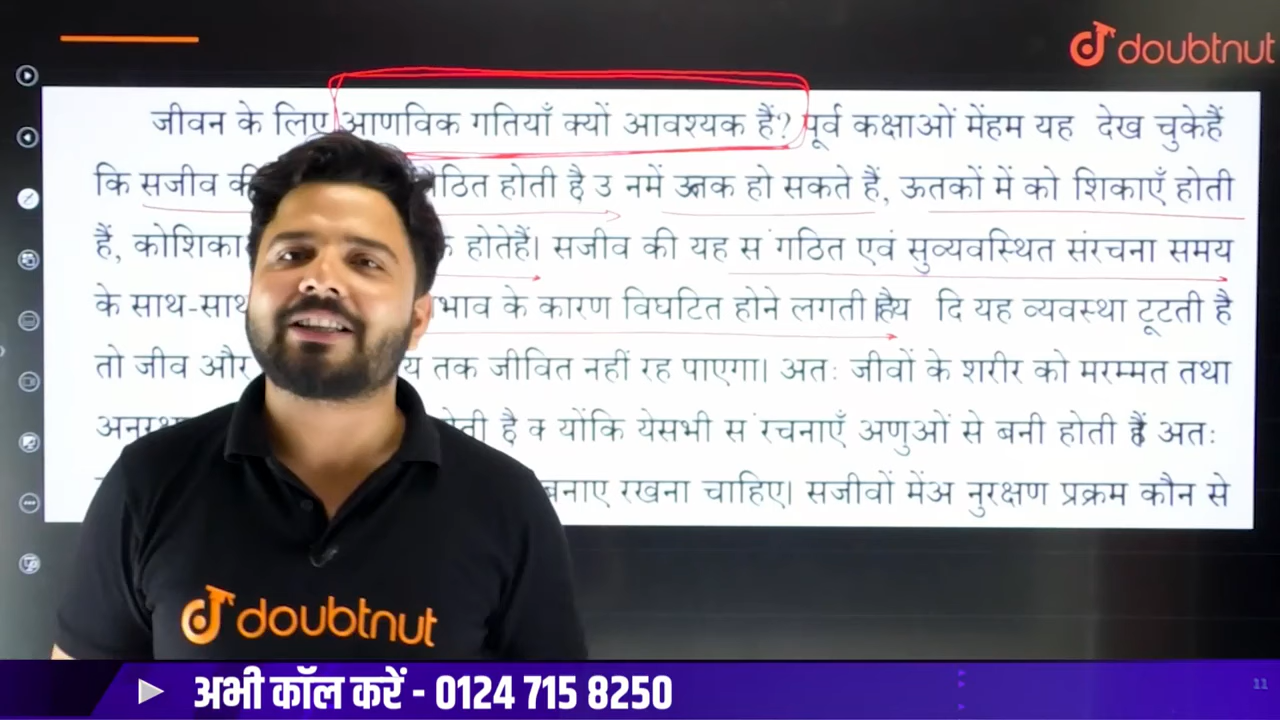 doubtnut
जीवन के लिए आणविक गतियाँ क्यों आवश्यक हैं? पूर्व कक्षाओं मेंहम यह देख चुकेहैं
कि सजीव की ठित होती है उ नमें ऊतक हो सकते हैं, ऊतकों में को शिकाएँ होती
हैं, कोशिका होतेहैं। सजीव की यह स ंगठित एवं सुव्यवस्थित संरचना समय
के साथ-साथ भाव के कारण विघटित होने लगती है।य दि यह व्यवस्था टूटती है
तो जीव और तक जीवित नहीं रह पाएगा। अतः जीवों के शरीर को मरम्मत तथा
होती है क योंकि येसभी स ंरचनाएँ अणुओं से बनी होती हैं अतः
बनाए रखना चाहिए। सजीवों मेंअ नुरक्षण प्रक्रम कौन से
doubtnut
अभी कॉल करें - 0124 715 8250
11